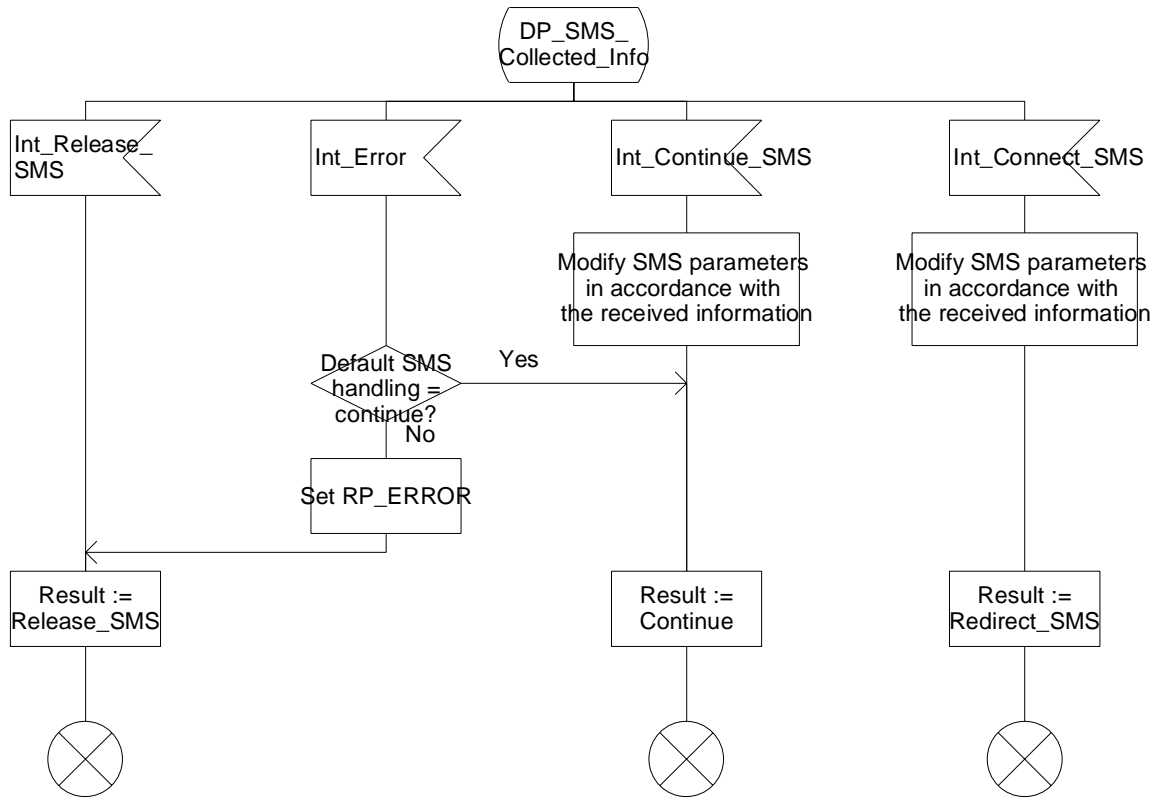 DP_SMS_
Collected_Info
Int_Release_
SMS
Int_Error
Int_Continue_SMS
Int_Connect_SMS
Modify SMS parameters
in accordance with
the received information
Modify SMS parameters
in accordance with
the received information
Default SMS
handling =
continue?
Yes
No
Set RP_ERROR
Result :=
Release_SMS
Result :=
Continue
Result :=
Redirect_SMS